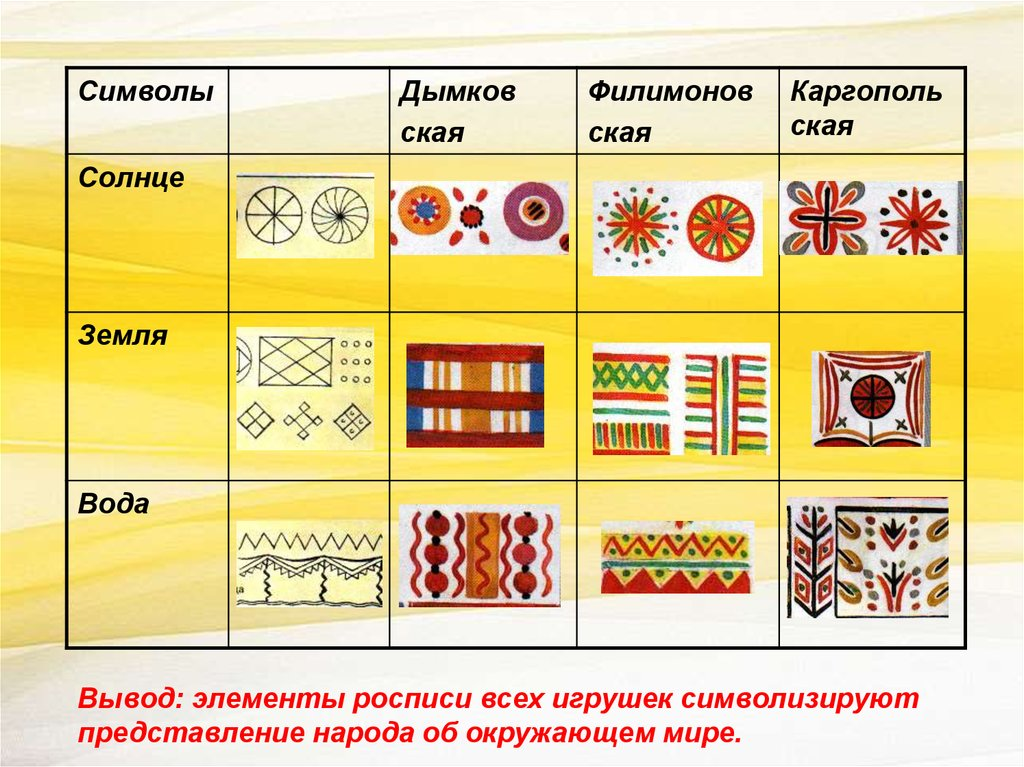 Символы
Дымков
ская
Филимонов
ская
Каргополь
ская
Солнце
Земля
Вода
Вывод: элементы росписи всех игрушек символизируют
представление народа об окружающем мире.